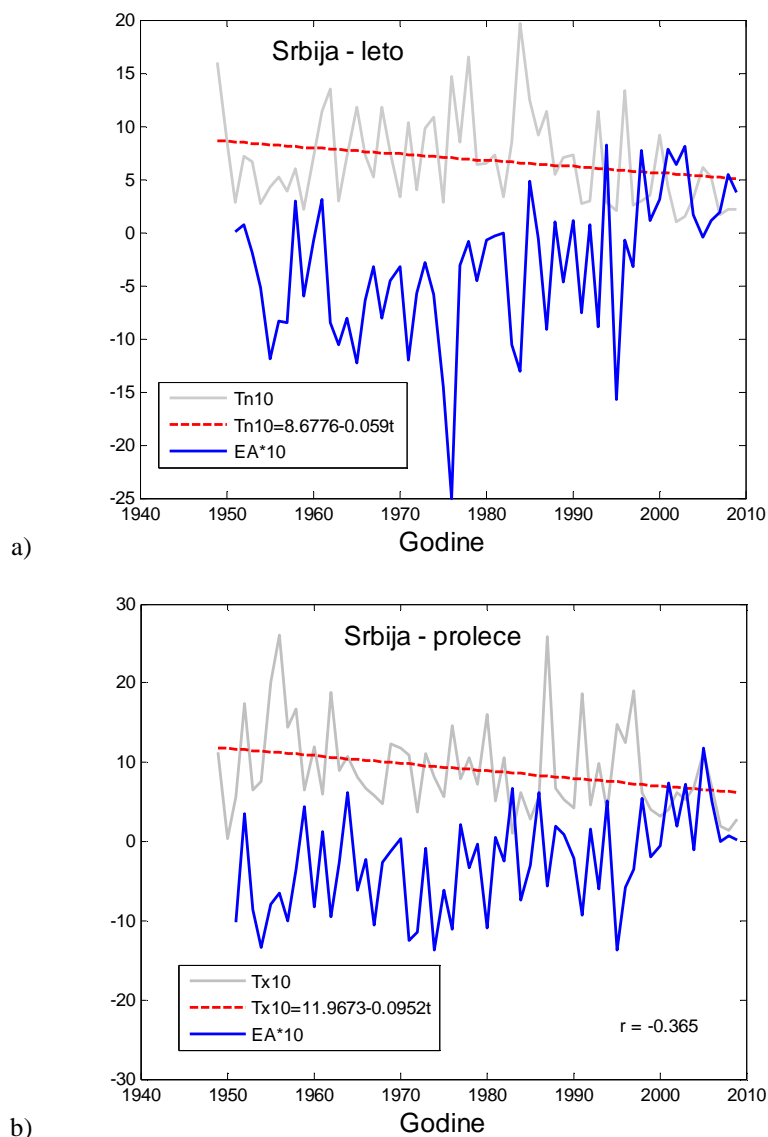 Srbija - leto
20
15
10
5
0
-5
-10
-15
-20
-25
Tn10
Tn10=8.6776-0.059t
EA*10
1940 1950 1960 1970 1980 1990 2000 2010
Godine
a)
Srbija - prolece
30
20
10
0
-10
-20
-30
Tx10
Tx10=11.9673-0.0952t
EA*10
r = -0.365
1940 1950 1960 1970 1980 1990 2000 2010
Godine
b)